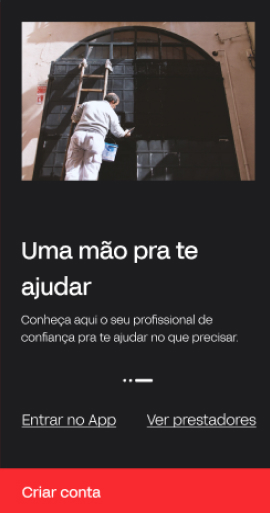 Uma mão pra te
ajudar
Conheça aqui o seu profissional de
confiança pra te ajudar no que precisar.
Entrar no App Ver prestadores
Criar conta